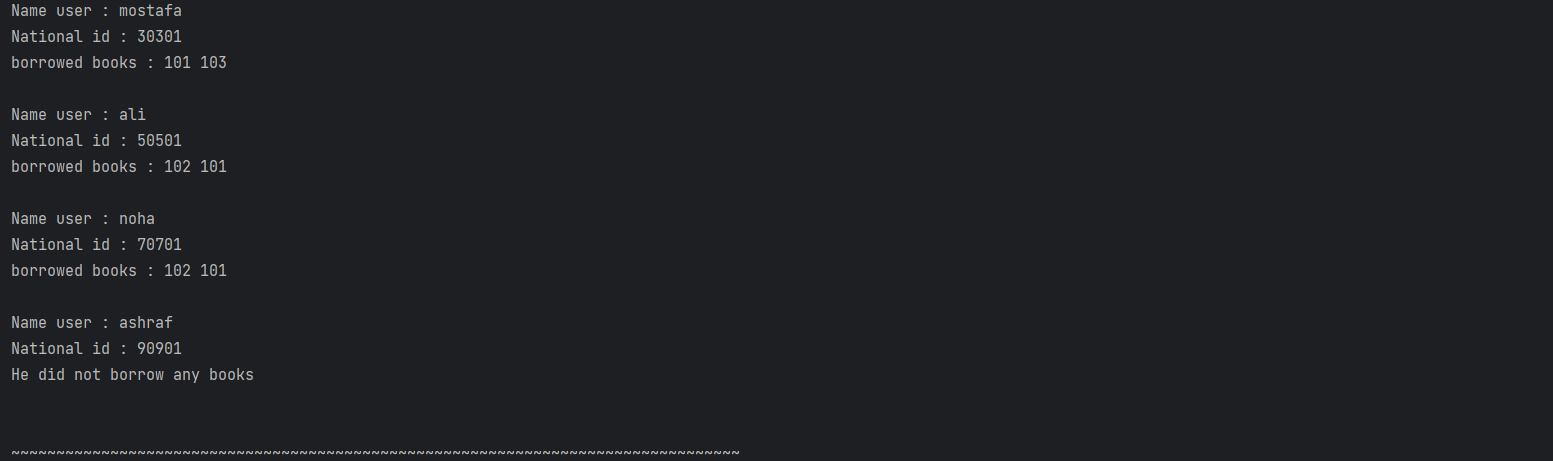 Name user : mostafa
National id : 30301
borrowed books : 101 103
Name user : ali
National id : 50501
borrowed books : 102 101
Name user : noha
National id : 70701
borrowed books : 102 101
Name user : ashraf
National id : 90901
He did not borrow any books
~~~~~~~~~~~~~~~~~~~~~~~~~~~~~~~~~~~~~~~~~~~~~~~~~~~~~~~~~~~~~~~~~~~~~~~~~~~~~~~~~